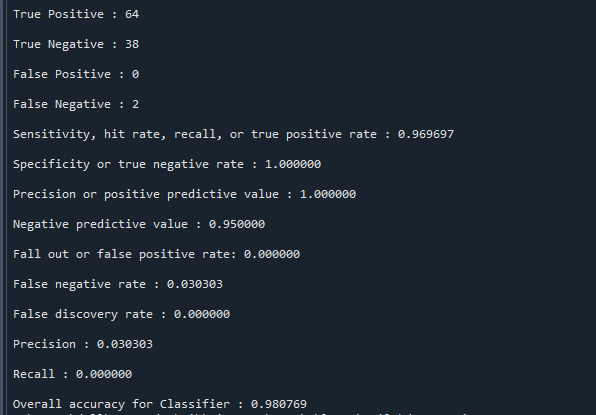 True Positive : 64
True Negative : 38
False Positive : 0
False Negative : 2
Sensitivity, hit rate, recall, or true positive rate : 0.969697
Specificity or true negative rate : 1.000000
Precision or positive predictive value : 1.000000
Negative predictive value : 0.950000
Fall out or false positive rate: 0.000000
False negative rate : 0.030303
False discovery rate : 0.000000
Precision : 0.030303
Recall : 0.000000
Overall accuracy for Classifier : 0.980769